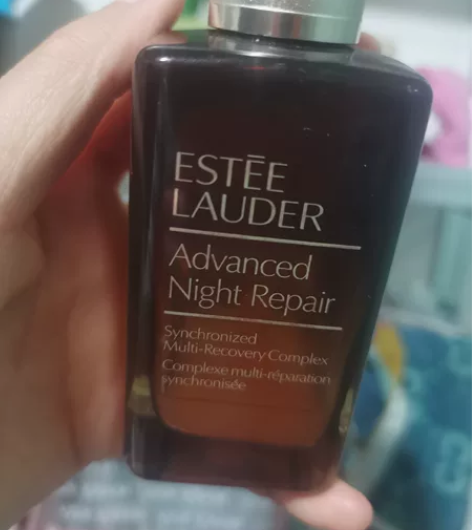 ESTĒE
LAUDER
Advanced
Night Repair
Synchronized
Multi-Recovery Complex
Complexe multi-réparation
synchronisée